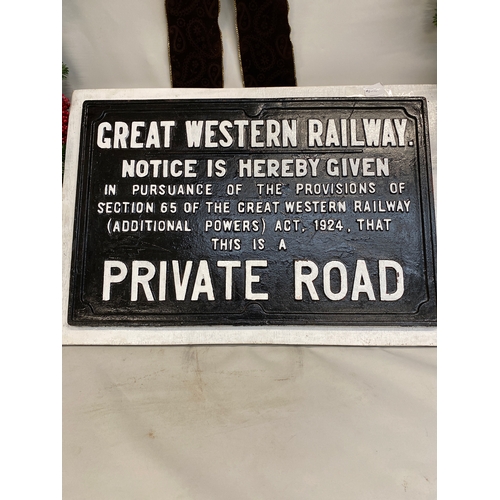 GREAT WESTERN RAILWAY.
NOTICE IS HEREBY GIVEN
IN PURSUANCE OF THE PROVISIONS OF
SECTION 65 OF THE GREAT WESTERN RAILWAY
(ADDITIONAL POWERS) ACT, 1924, THAT
THIS IS A
PRIVATE ROAD